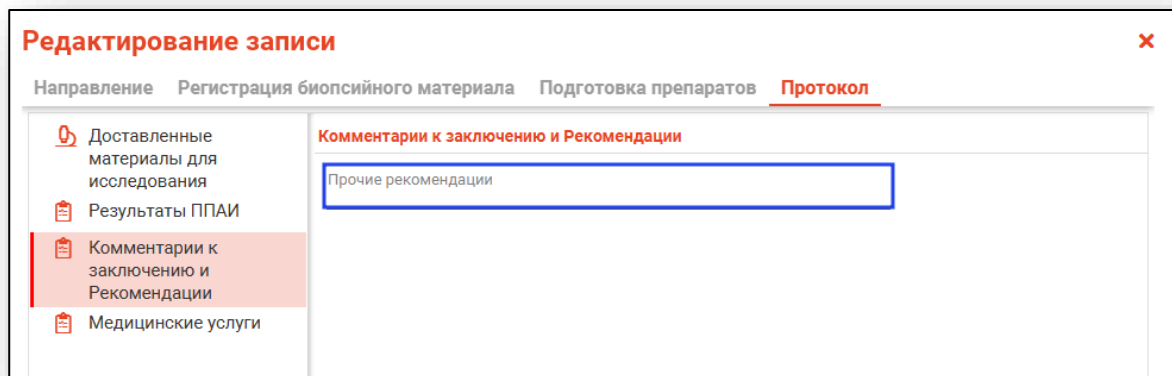 Редактирование записи
Направление Регистрация биопсийного материала Подготовка препаратов Протокол
Доставленные
материалы для
исследования
Результаты ППАИ
Комментарии к
заключению и
Рекомендации
Медицинские услуги
Комментарии к заключению и Рекомендации
Прочие рекомендации